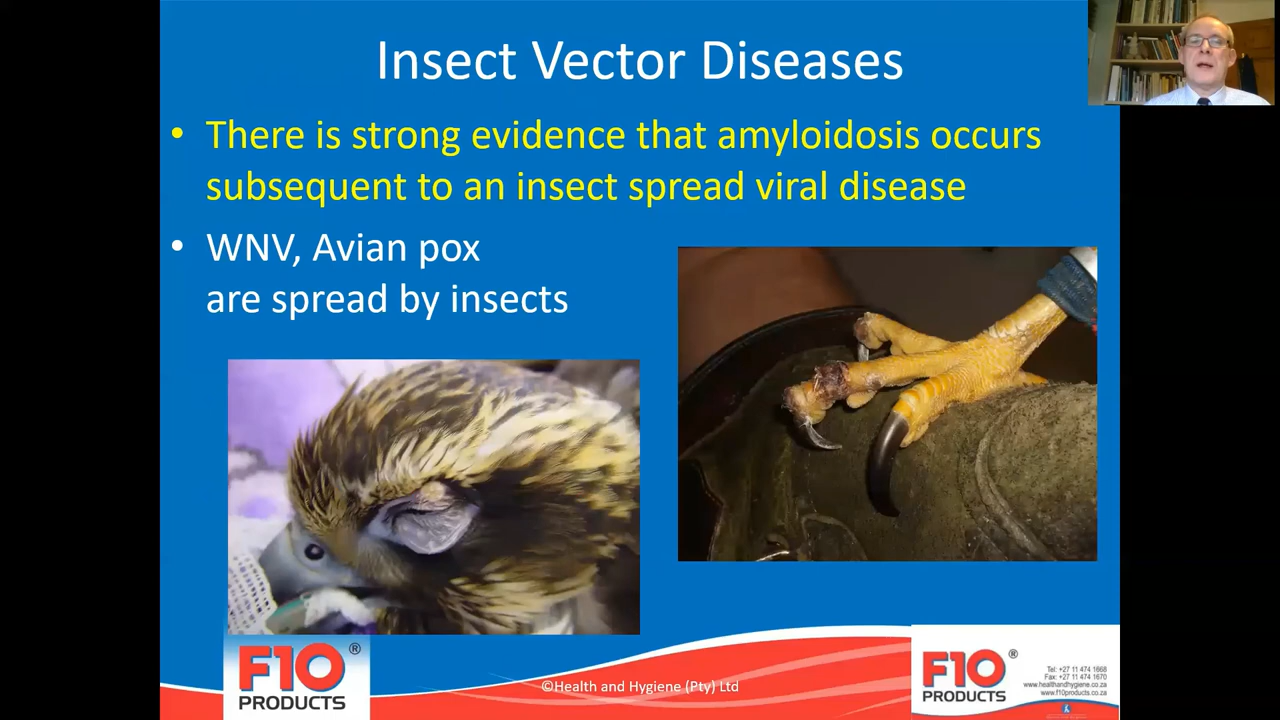 Insect Vector Diseases
• There is strong evidence that amyloidosis occurs
subsequent to an insect spread viral disease
• WNV, Avian pox
are spread by insects
F10®
PRODUCTS
©Health and Hygiene (Pty) Ltd
F10®
PRODUCTS
Tel: +27 11 474 1668
Fax: +27 11 474 1670
www.healthandhygiene.co.za
www.f10products.co.za